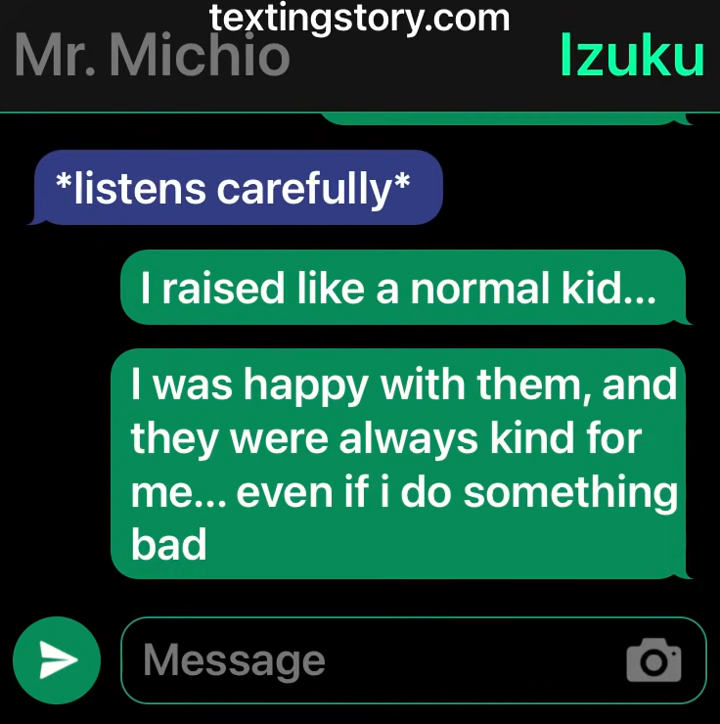 textingstory.com
Mr. Michio
Izuku
*listens carefully*
I raised like a normal kid...
I was happy with them, and
they were always kind for
me... even if i do something
bad
Message